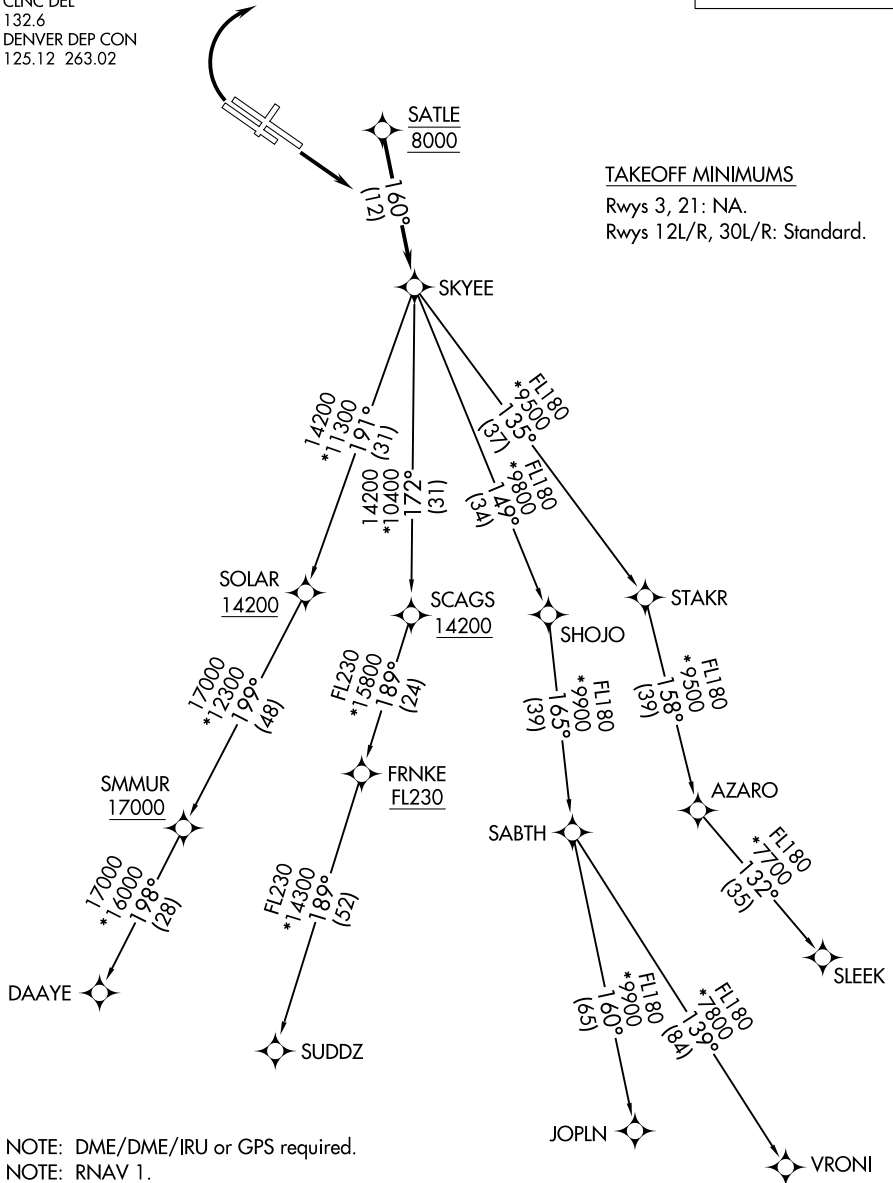 CLNC DEL
132.6
DENVER DEP CON
125.12 263.02
SATLE
8000
160°
(12)
TAKEOFF MINIMUMS
Rwys 3, 21: NA.
Rwys 12L/R, 30L/R: Standard.
SKYEE
14200
*11300
191°
(31)
14200
*10400
172°
(31)
FL180
*9800
149°
(34)
FL180
*9500
135°
(37)
SOLAR
14200
SCAGS
14200
SHOJO
STAKR
17000
*12300
199°
(48)
FL230
*15800
189°
(24)
FL180
*9900
165°
(39)
FL180
*9500
158°
(39)
SMMUR
17000
FRNKE
FL230
SABTH
AZARO
17000
*16000
198°
(28)
FL230
*14300
189°
(52)
FL180
*9900
160°
(65)
FL180
*7800
139°
(84)
FL180
*7700
132°
(35)
DAAYE
SUDDZ
JOPLN
VRONI
SLEEK
NOTE: DME/DME/IRU or GPS required.
NOTE: RNAV 1.